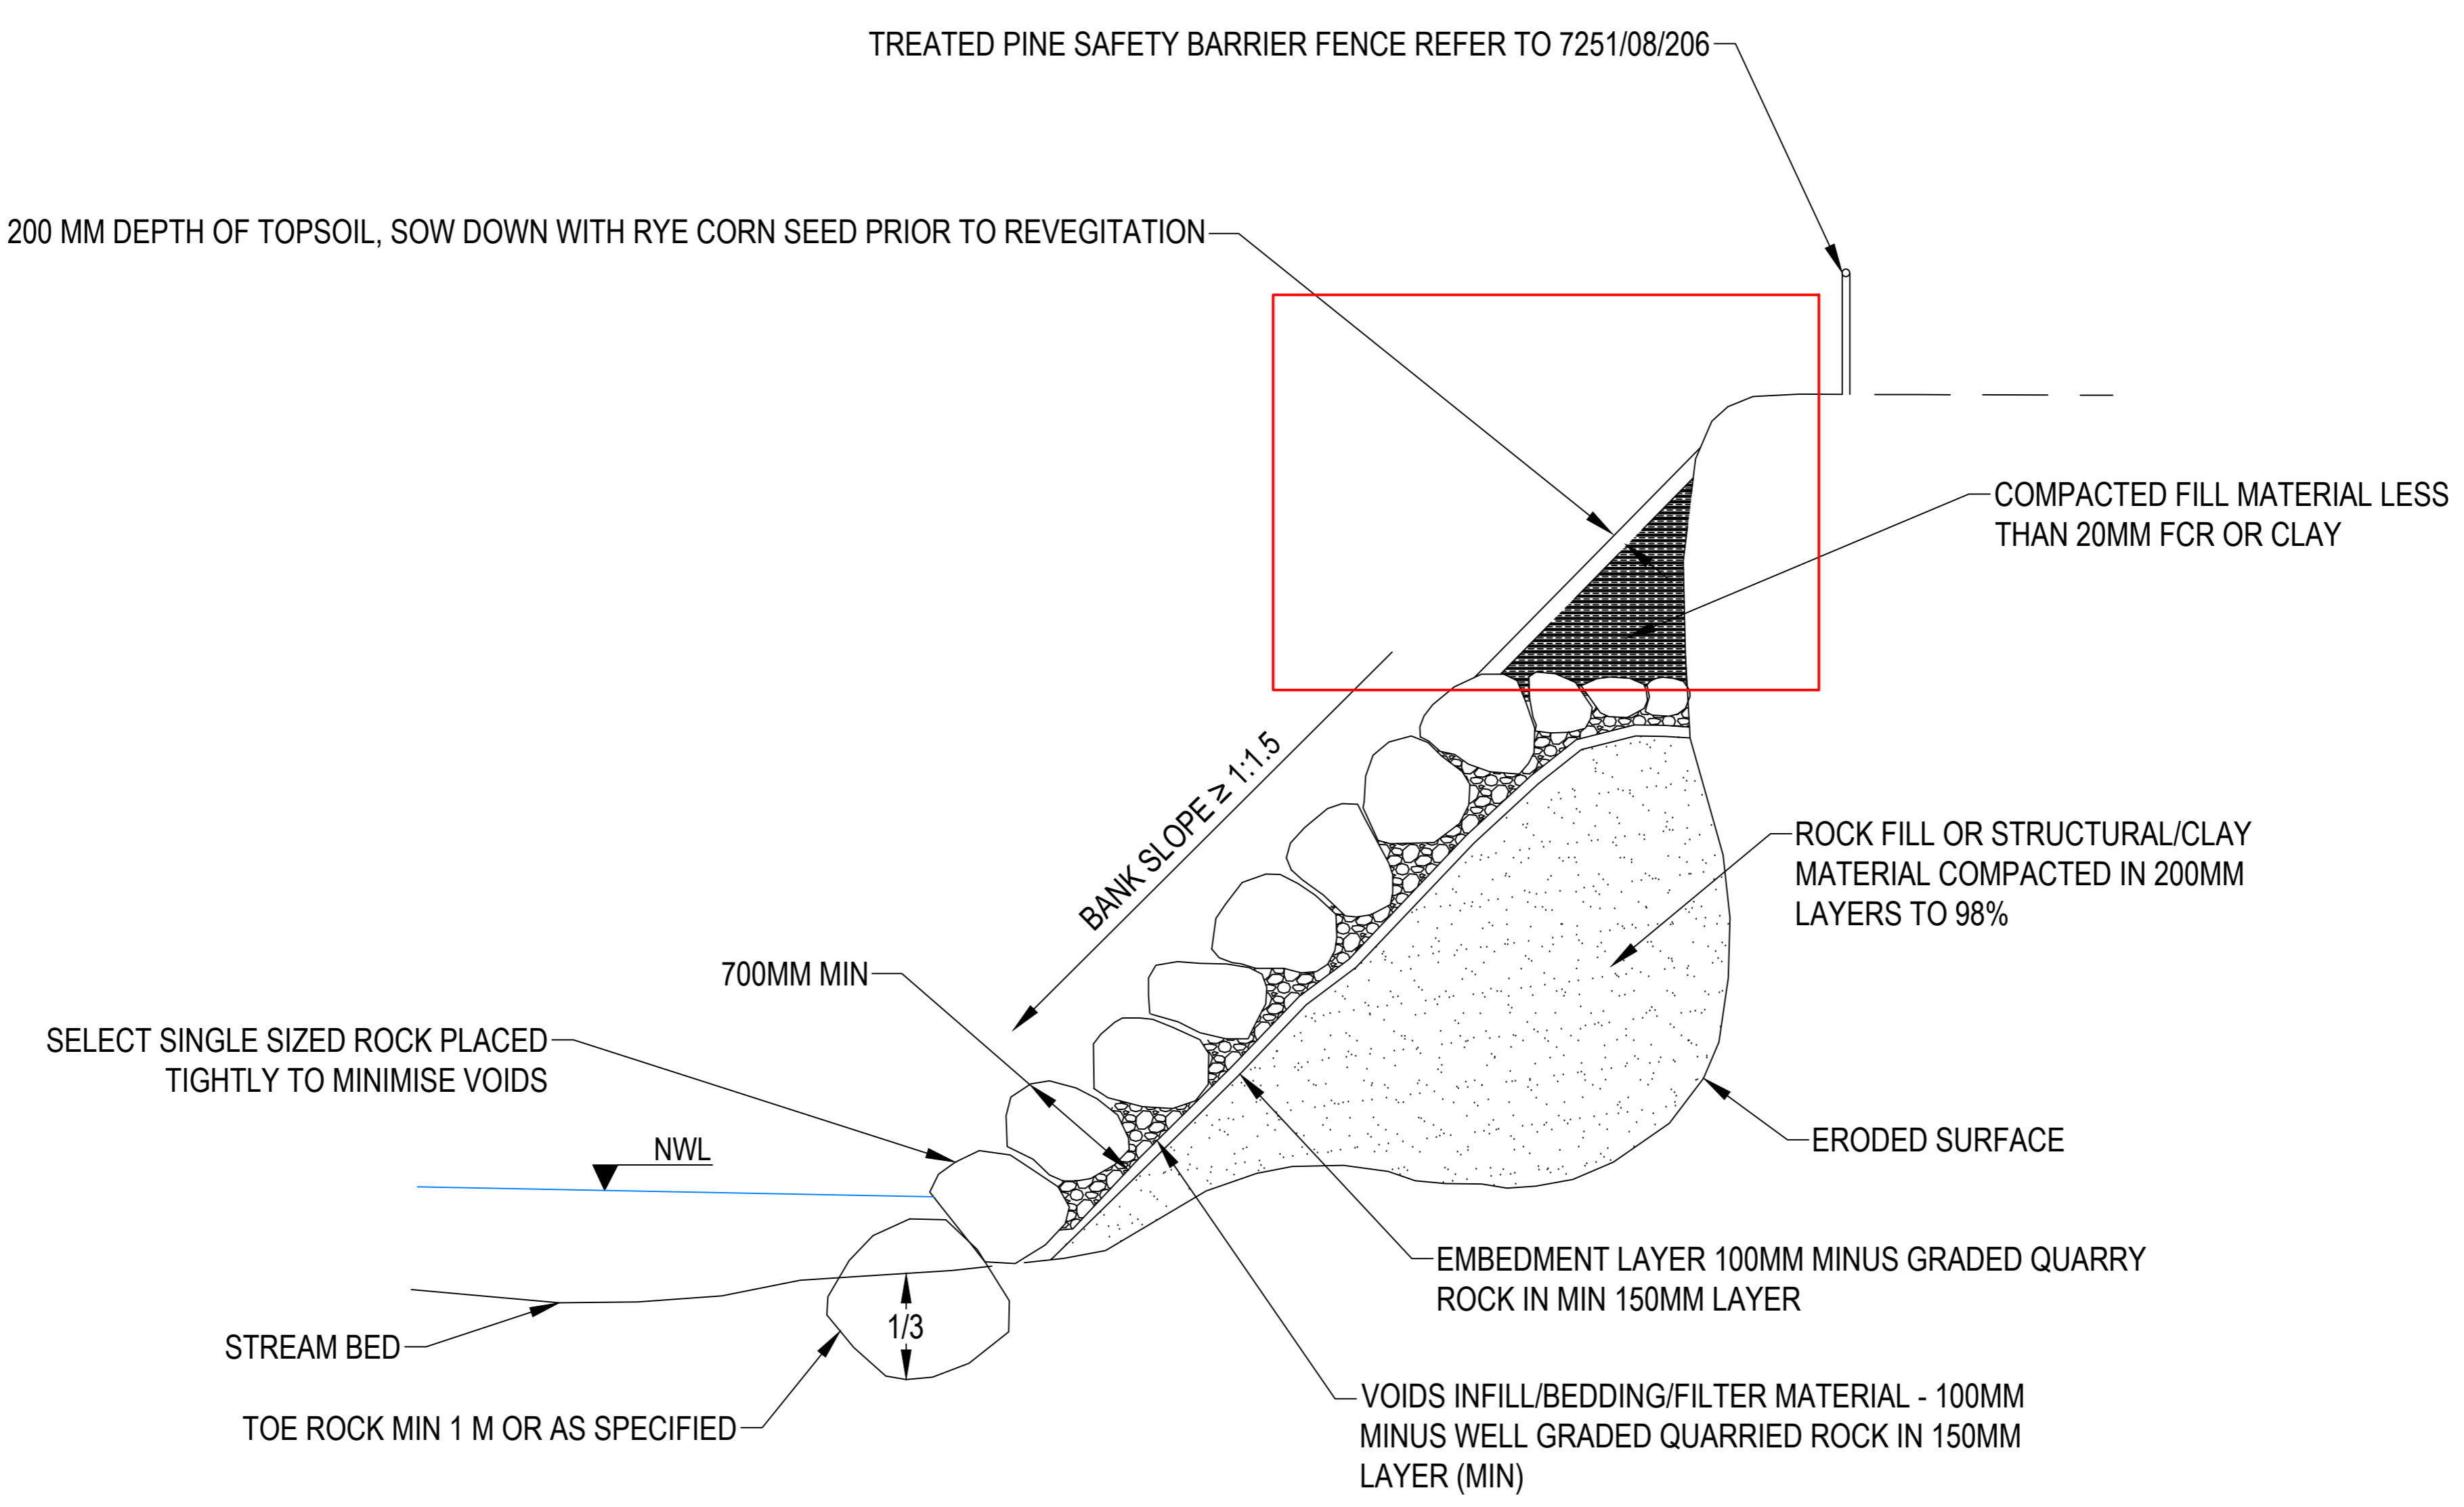 TREATED PINE SAFETY BARRIER FENCE REFER TO 7251/08/206
200 MM DEPTH OF TOPSOIL, SOW DOWN WITH RYE CORN SEED PRIOR TO REVEGITATION
COMPACTED FILL MATERIAL LESS
THAN 20MM FCR OR CLAY
BANK SLOPE ≥ 1:1.5
ROCK FILL OR STRUCTURAL/CLAY
MATERIAL COMPACTED IN 200MM
LAYERS TO 98%
700MM MIN
SELECT SINGLE SIZED ROCK PLACED
TIGHTLY TO MINIMISE VOIDS
NWL
ERODED SURFACE
EMBEDMENT LAYER 100MM MINUS GRADED QUARRY
ROCK IN MIN 150MM LAYER
1/3
STREAM BED
TOE ROCK MIN 1 M OR AS SPECIFIED
VOIDS INFILL/BEDDING/FILTER MATERIAL - 100MM
MINUS WELL GRADED QUARRIED ROCK IN 150MM
LAYER (MIN)